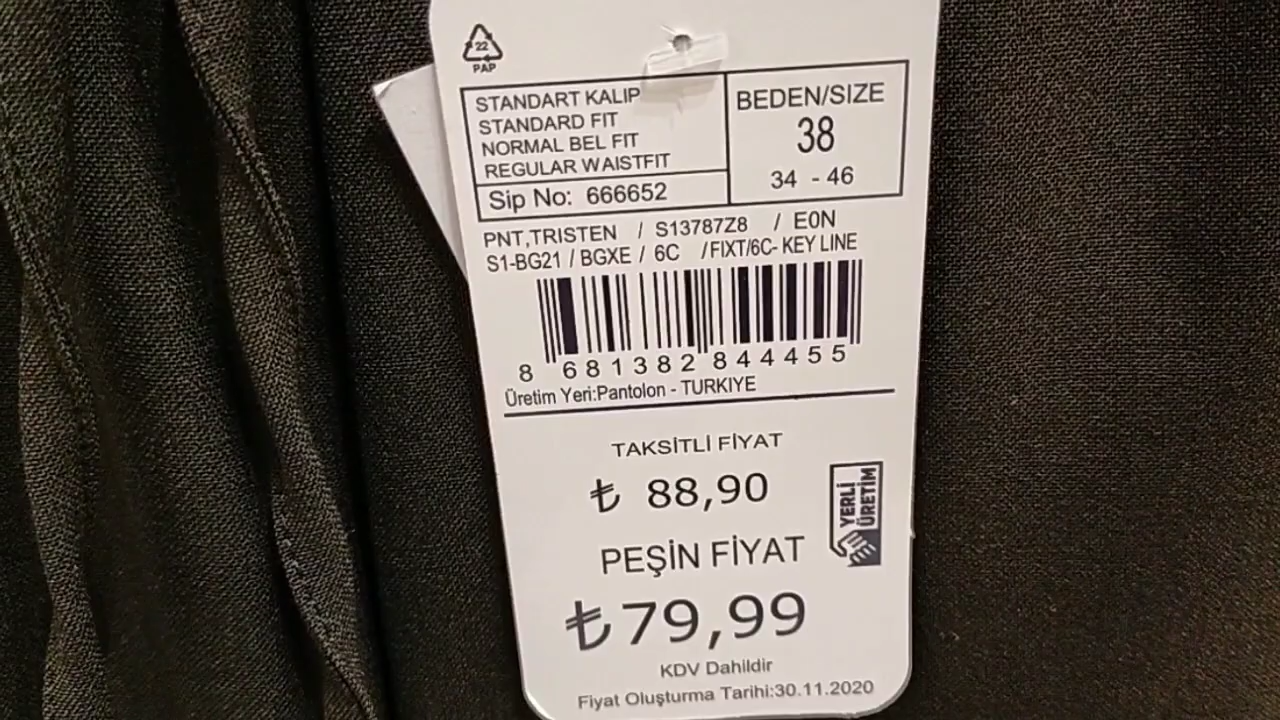 22
PAP
STANDART KALIP
STANDARD FIT
NORMAL BEL FIT
REGULAR WAISTFIT
Sip No: 666652
BEDEN/SIZE
38
34 - 46
PNT,TRISTEN / S13787Z8 / E0N
S1-BG21 / BGXE / 6C /FIXT/6C- KEY LINE
8 681382 844455
Üretim Yeri:Pantolon - TURKIYE
TAKSİTLİ FİYAT
₺ 88,90
YERLİ
ÜRETİM
PEŞİN FİYAT
₺79,99
KDV Dahildir
Fiyat Oluşturma Tarihi:30.11.2020